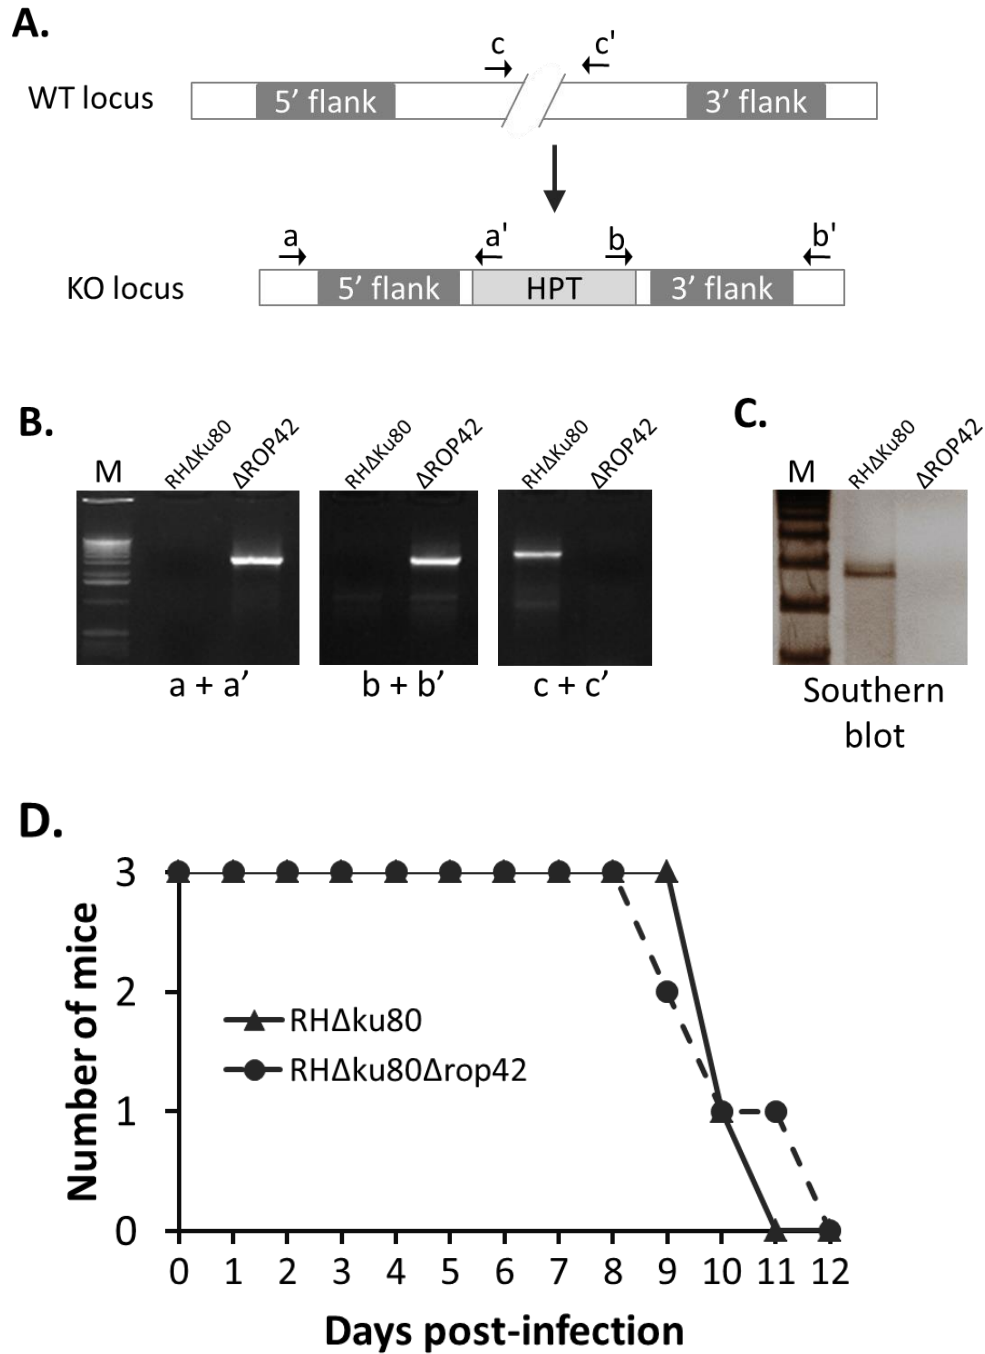 A.
c c'
WT locus 5’ flank 3’ flank
a a' b b'
KO locus 5’ flank HPT 3’ flank
B.
M RHΔKu80 ΔROP42 RHΔKu80 ΔROP42 RHΔKu80 ΔROP42
a + a’ b + b’ c + c’
C.
M RHΔKu80 ΔROP42
Southern
blot
D.
Number of mice
3
2
1
0
RHΔku80
RHΔku80Δrop42
0 1 2 3 4 5 6 7 8 9 10 11 12
Days post-infection